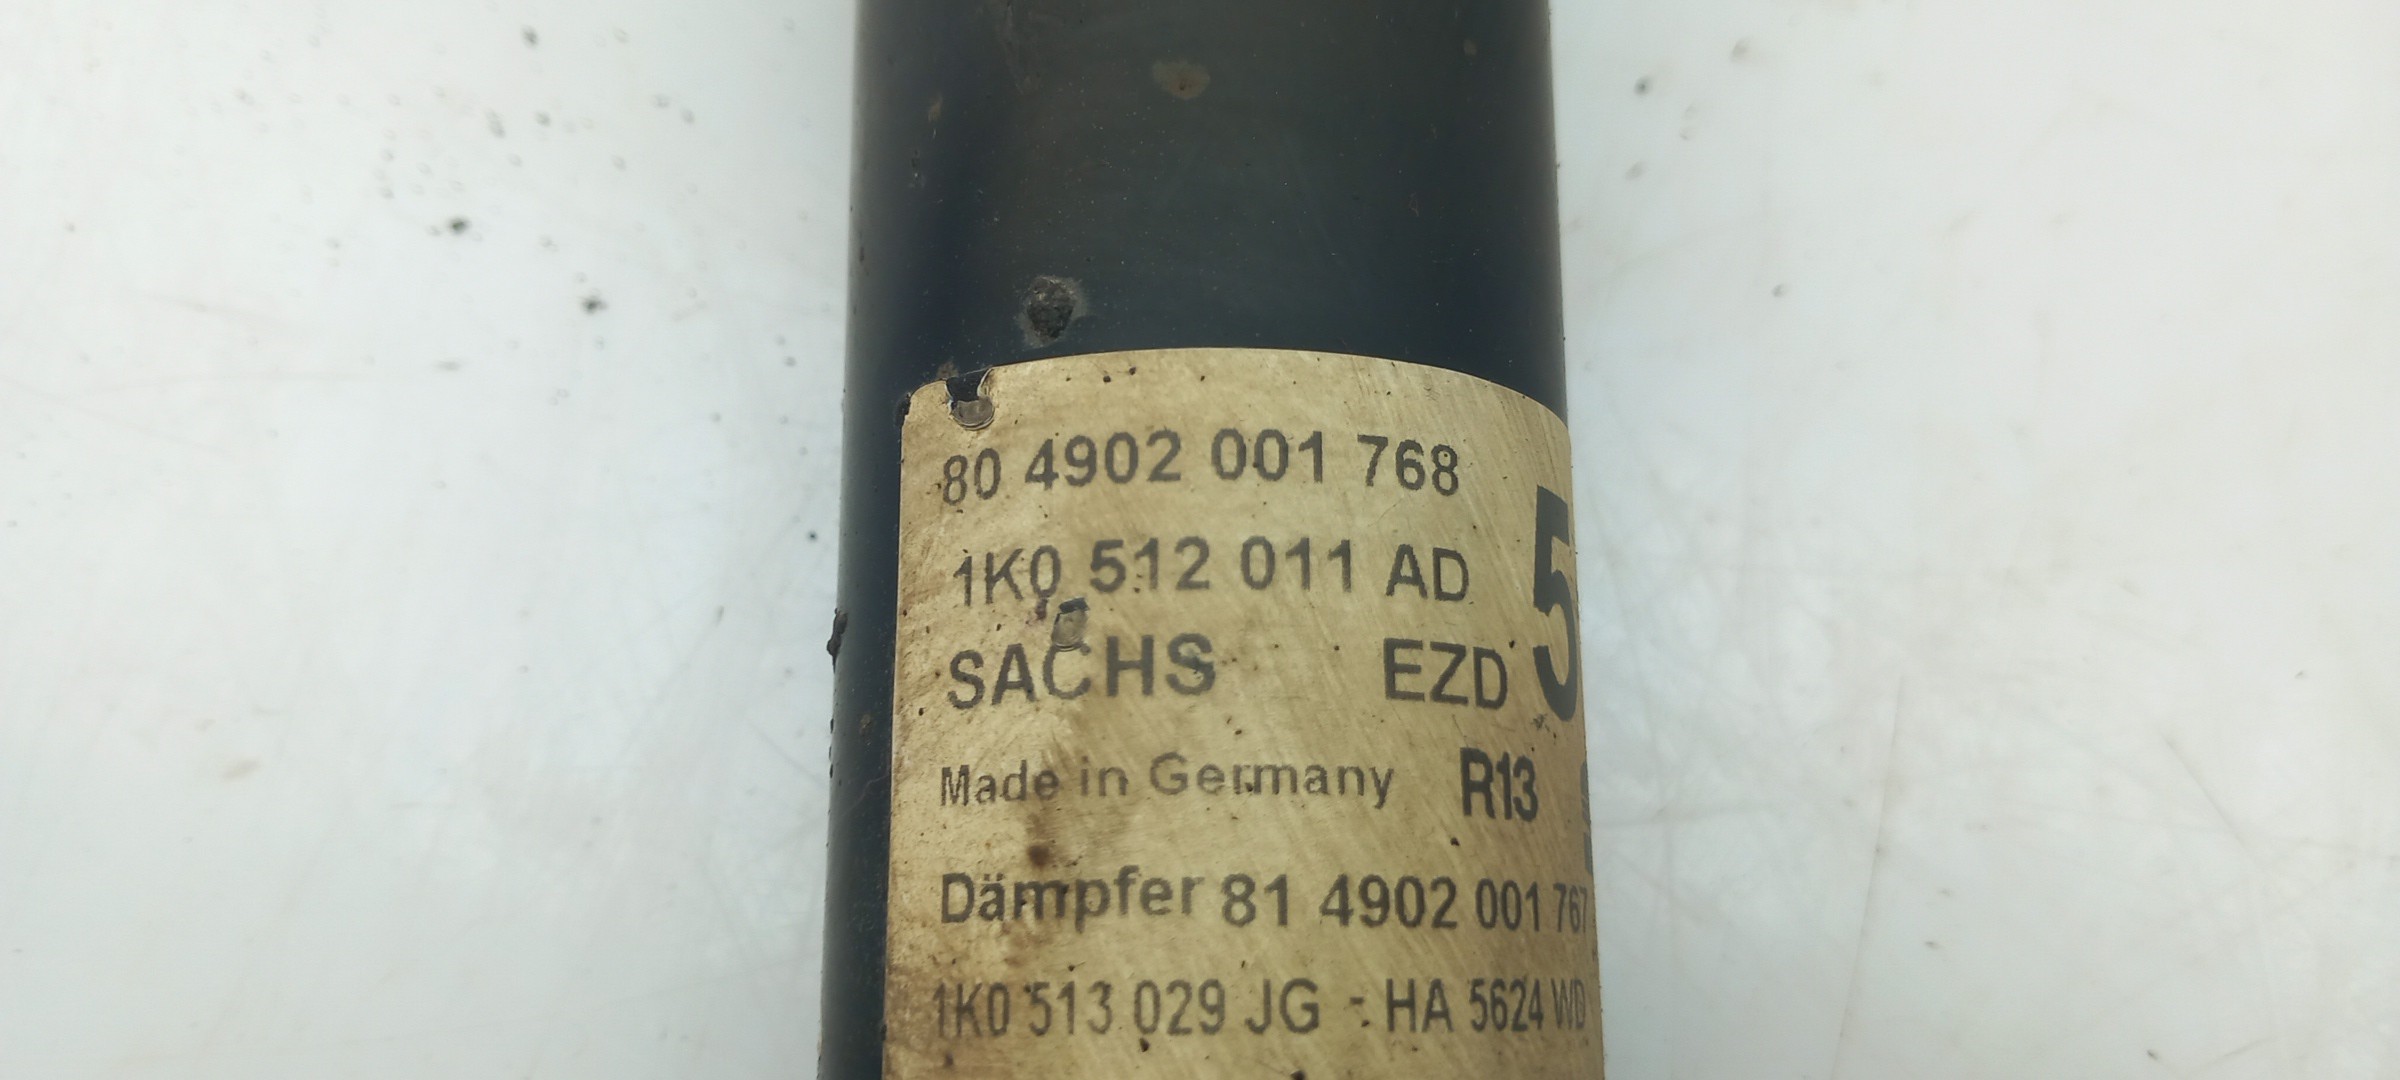 80 4902 001 768
1K0 512 011 AD
5
SACHS EZD
Made in Germany R13
Dämpfer 81 4902 001 767
1K0 513 029 JG - HA 5624 WD